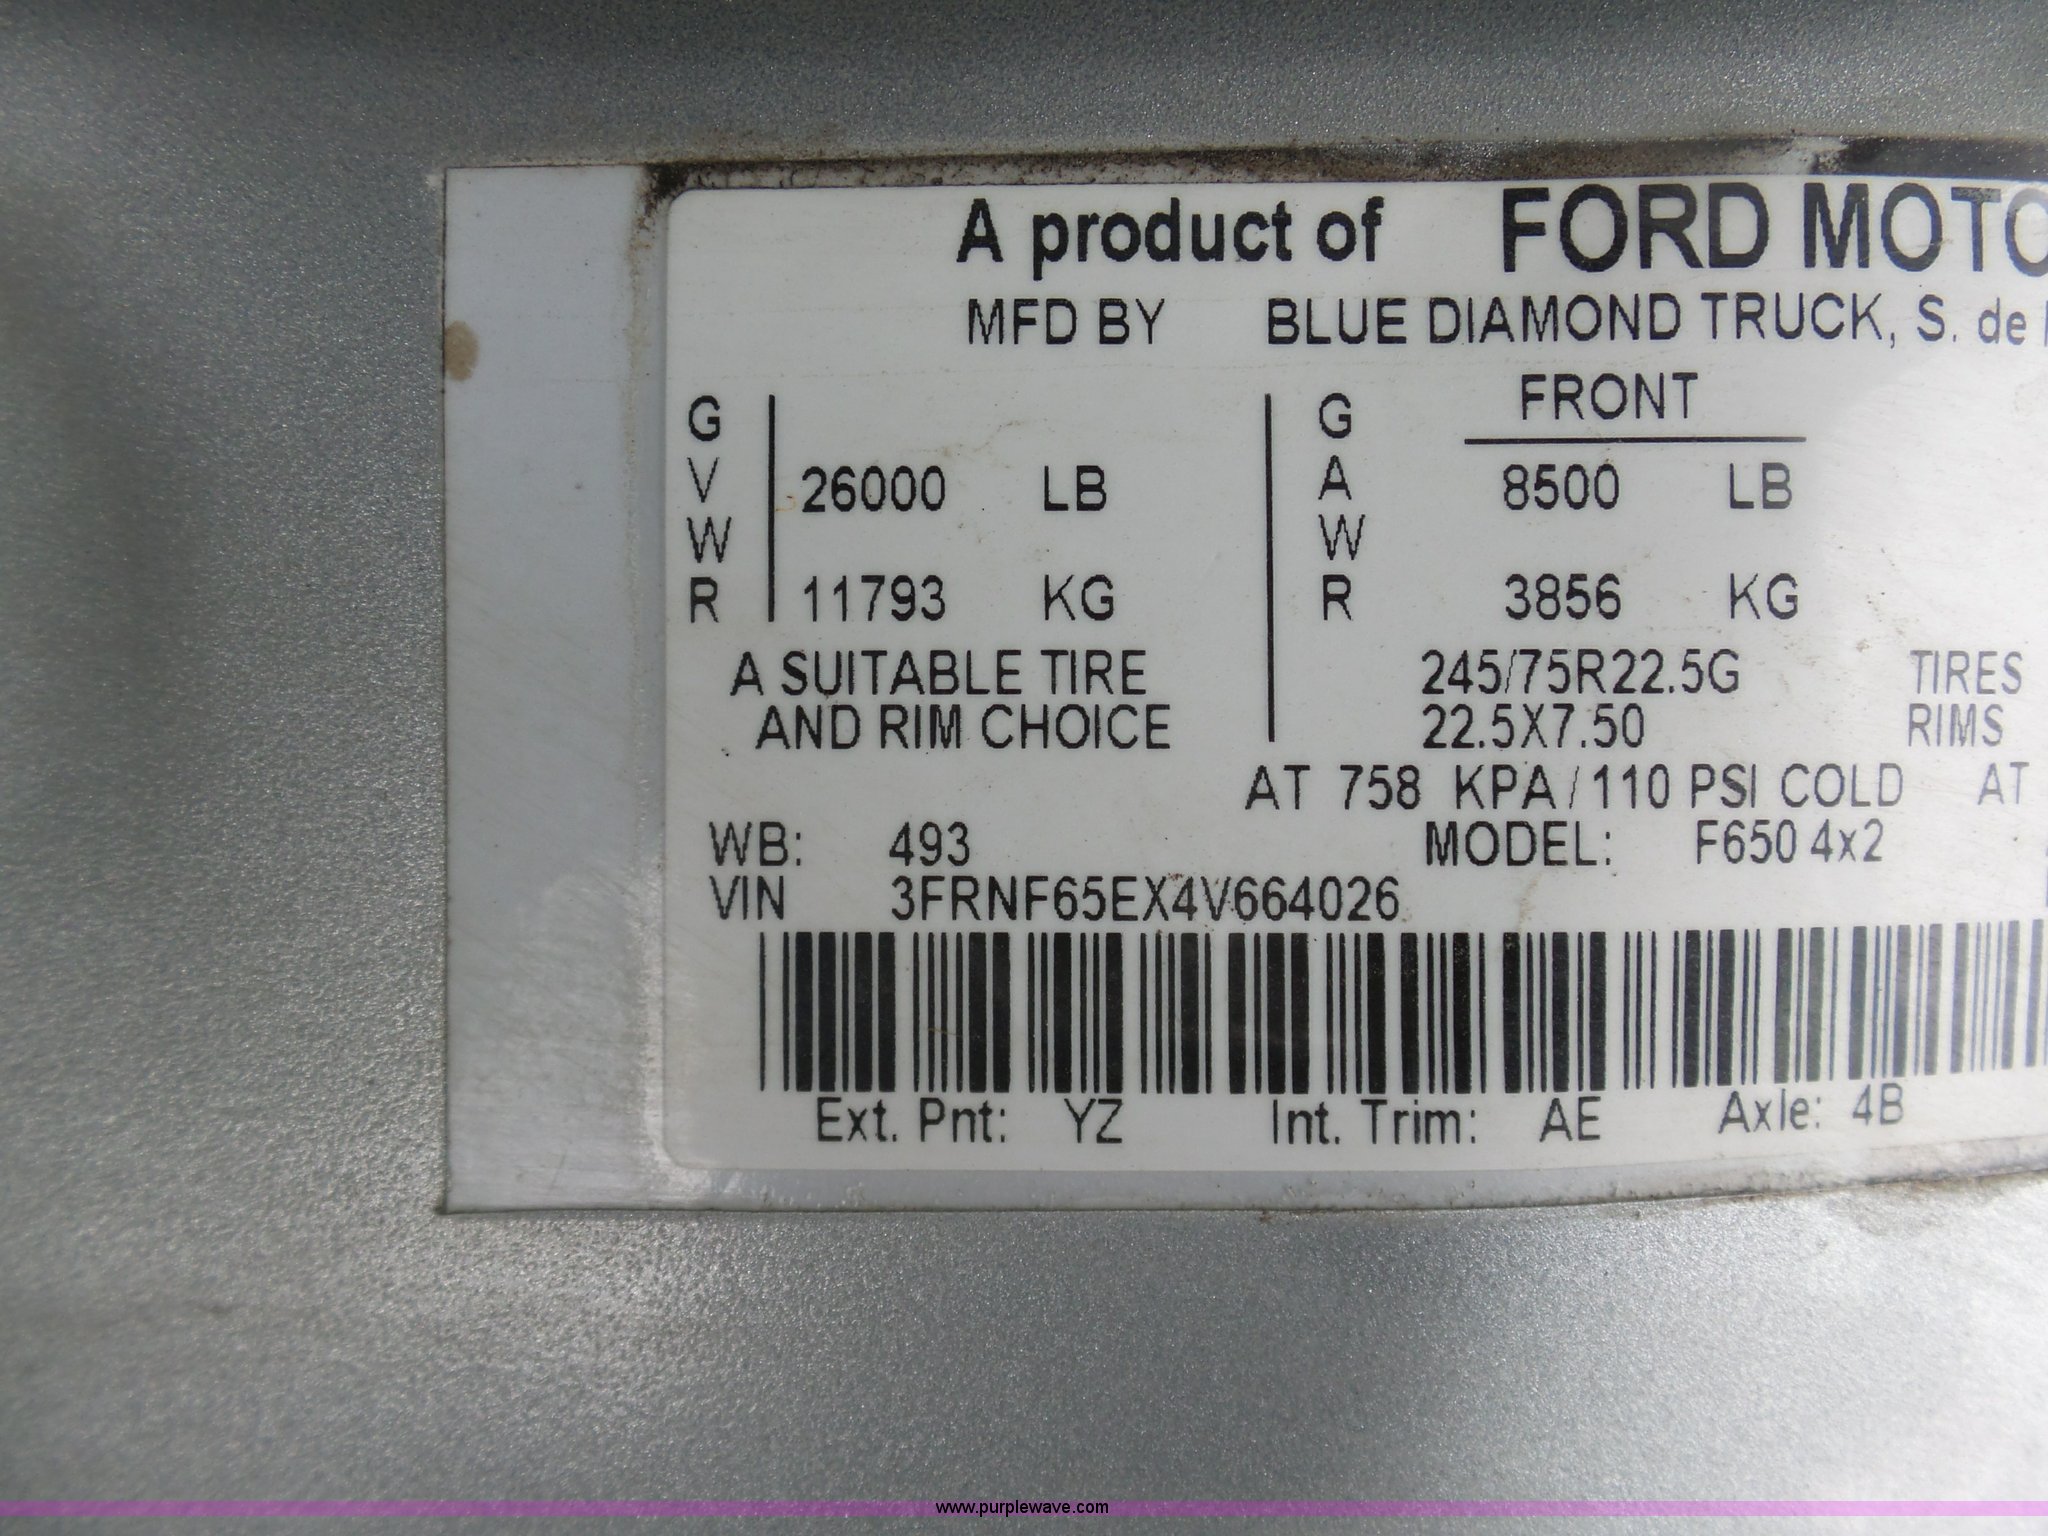 A product of FORD MOTO
MFD BY BLUE DIAMOND TRUCK, S. de
GVWR 26000 LB 11793 KG
GAWR FRONT 8500 LB 3856 KG
A SUITABLE TIRE AND RIM CHOICE
245/75R22.5G TIRES
22.5X7.50 RIMS
AT 758 KPA / 110 PSI COLD AT
WB: 493 MODEL: F650 4x2
VIN 3FRNF65EX4V664026
Ext. Pnt: YZ Int. Trim: AE Axle: 4B
www.purplewave.com